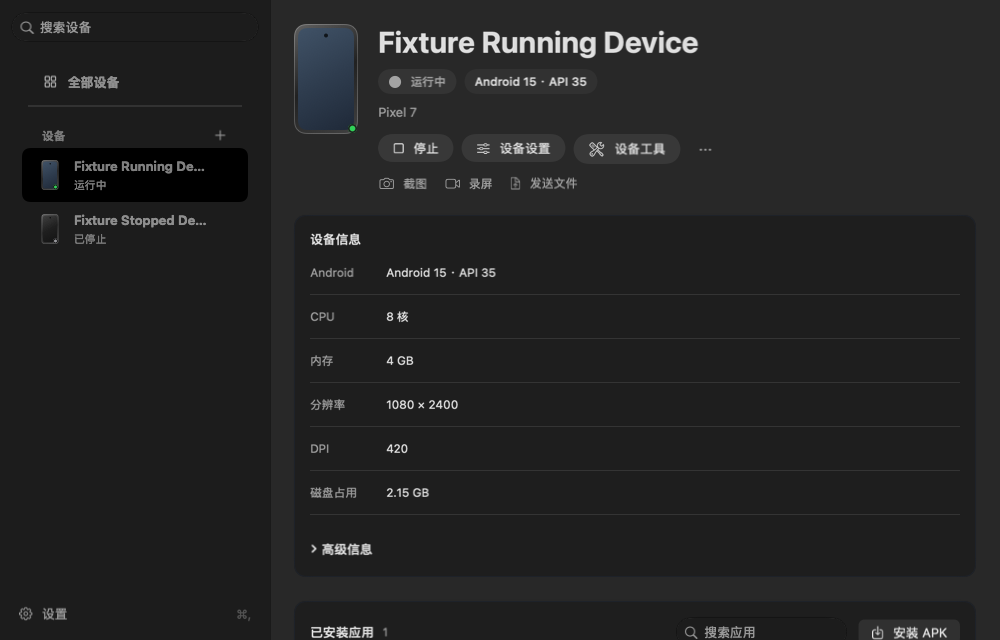 搜索设备
全部设备
设备
Fixture Running De...
运行中
Fixture Stopped De...
已停止
设置 ⌘,
Fixture Running Device
运行中 Android 15 · API 35
Pixel 7
停止 设备设置 设备工具 ...
截图 录屏 发送文件
设备信息
Android Android 15 · API 35
CPU 8 核
内存 4 GB
分辨率 1080 × 2400
DPI 420
磁盘占用 2.15 GB
高级信息
已安装应用 1 搜索应用 安装 APK